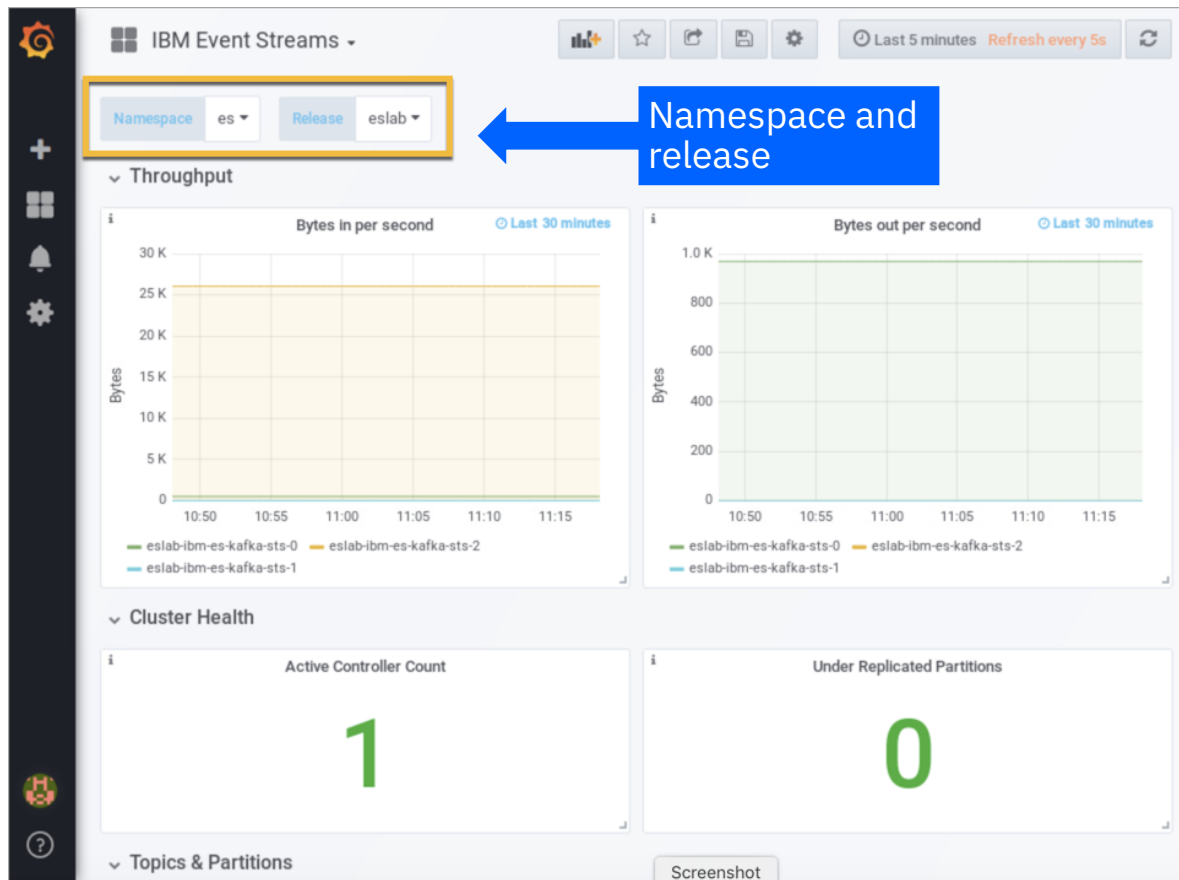 IBM Event Streams
Last 5 minutes Refresh every 5s
Namespace es Release eslab
Namespace and
release
Throughput
Bytes in per second
Last 30 minutes
30 K
25 K
20 K
15 K
10 K
5 K
0
Bytes
10:50 10:55 11:00 11:05 11:10 11:15
eslab-ibm-es-kafka-sts-0 eslab-ibm-es-kafka-sts-2
eslab-ibm-es-kafka-sts-1
Bytes out per second
Last 30 minutes
1.0 K
800
600
400
200
0
Bytes
10:50 10:55 11:00 11:05 11:10 11:15
eslab-ibm-es-kafka-sts-0 eslab-ibm-es-kafka-sts-2
eslab-ibm-es-kafka-sts-1
Cluster Health
Active Controller Count
1
Under Replicated Partitions
0
Topics & Partitions
Screenshot